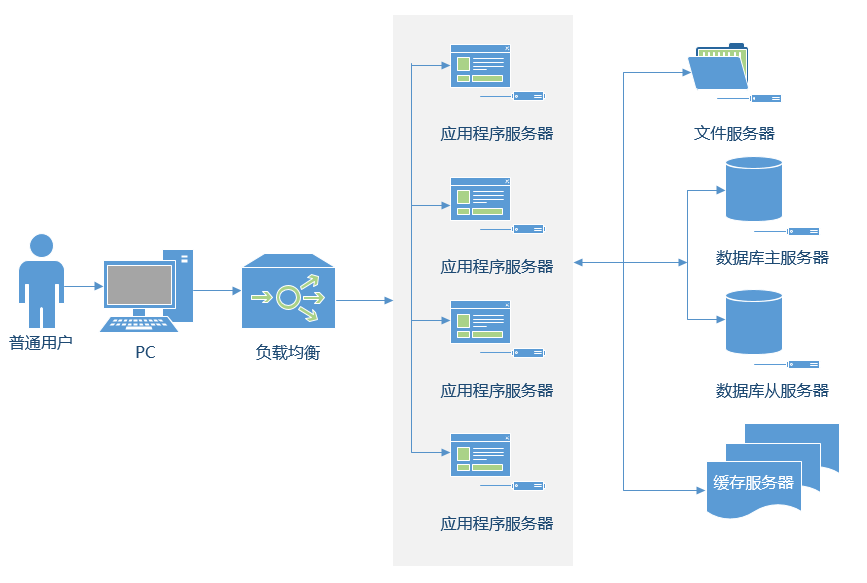 普通用户
PC
负载均衡
应用程序服务器
应用程序服务器
应用程序服务器
应用程序服务器
文件服务器
数据库主服务器
数据库从服务器
缓存服务器